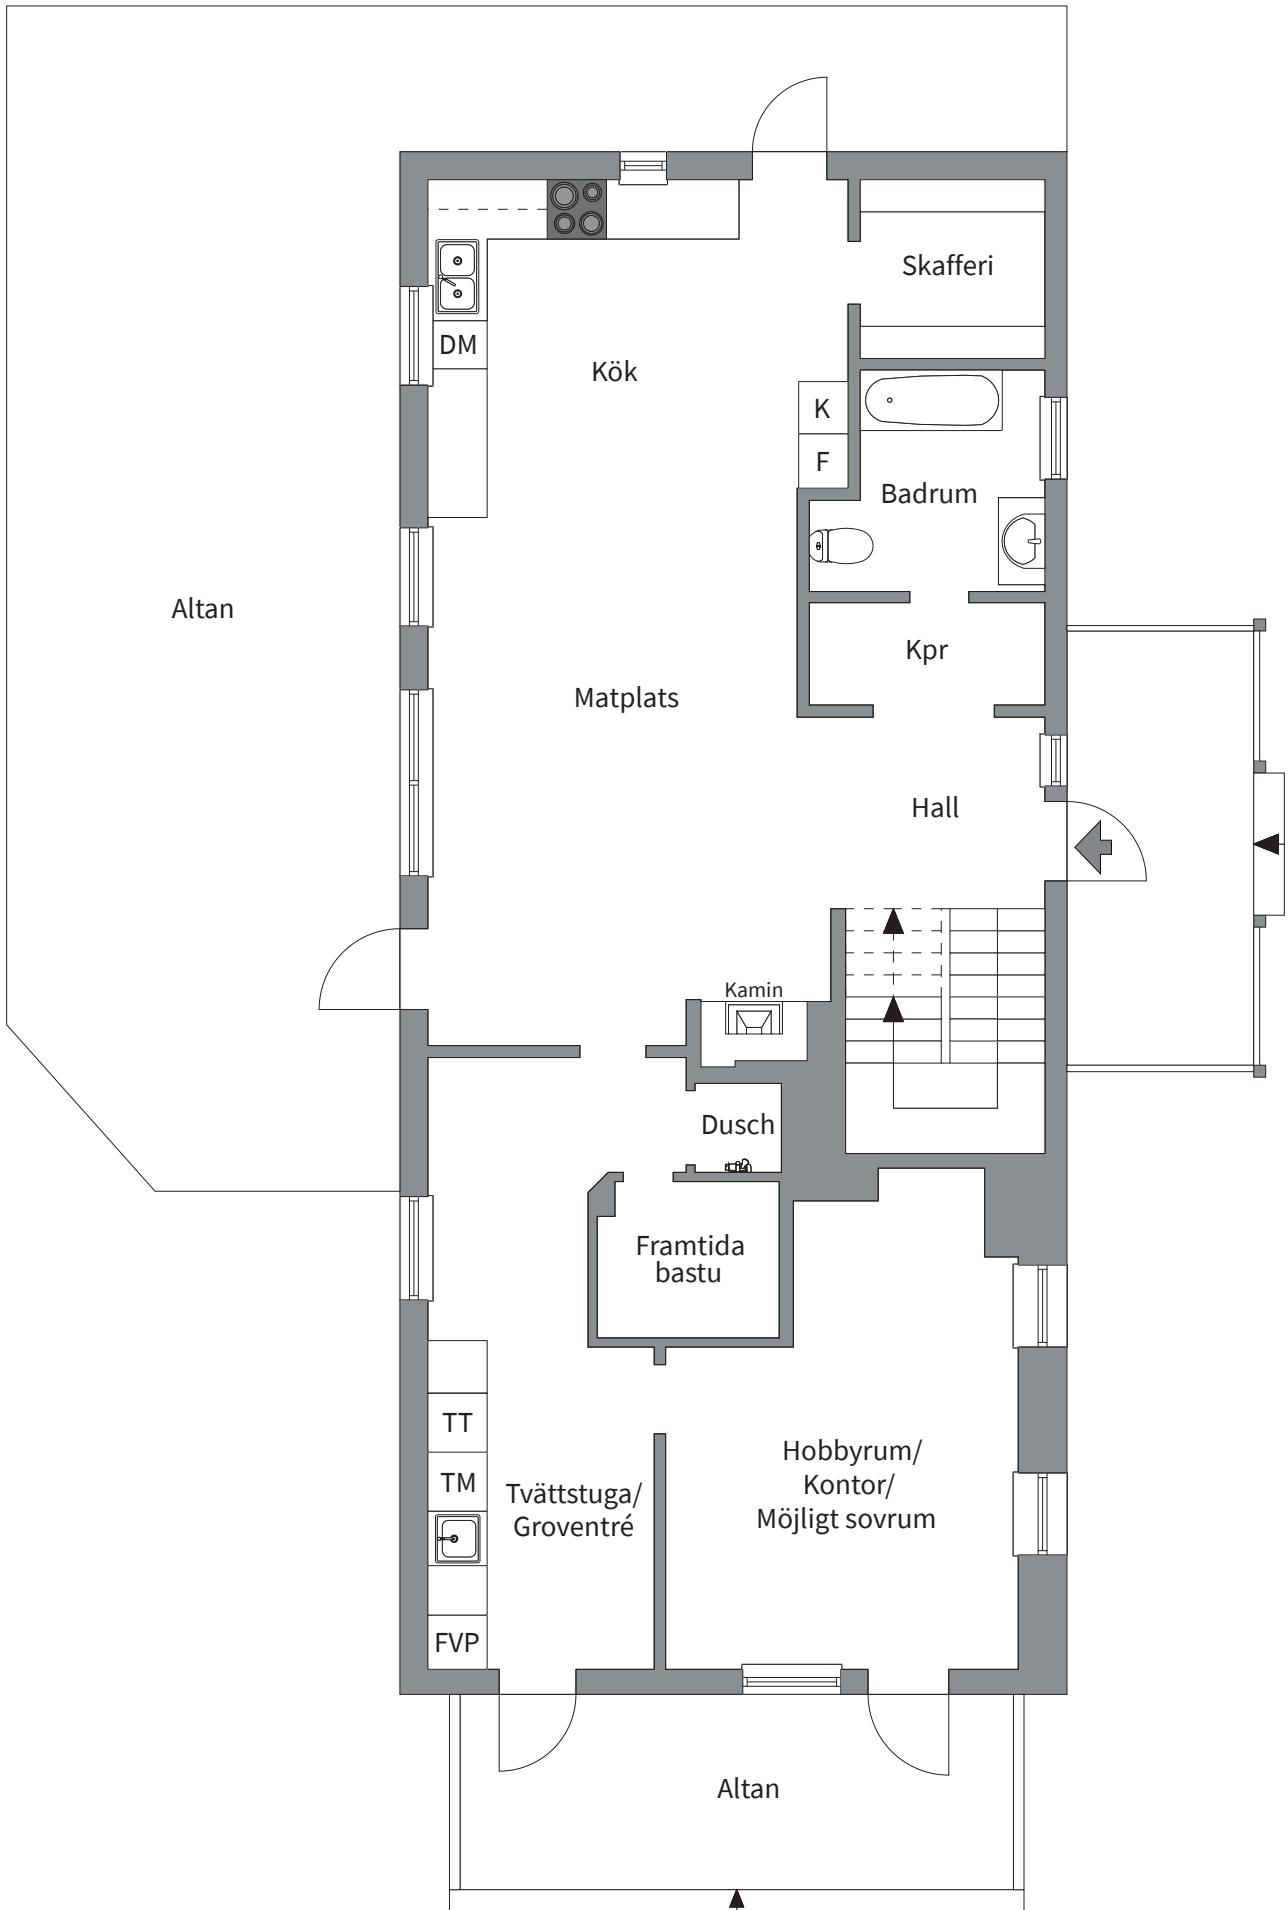 Skafferi
DM
Kök
K
F
Badrum
Altan
Kpr
Matplats
Hall
Kamin
Dusch
Framtida
bastu
TT
TM
Tvättstuga/
Groventré
Hobbyrum/
Kontor/
Möjligt sovrum
FVP
Altan